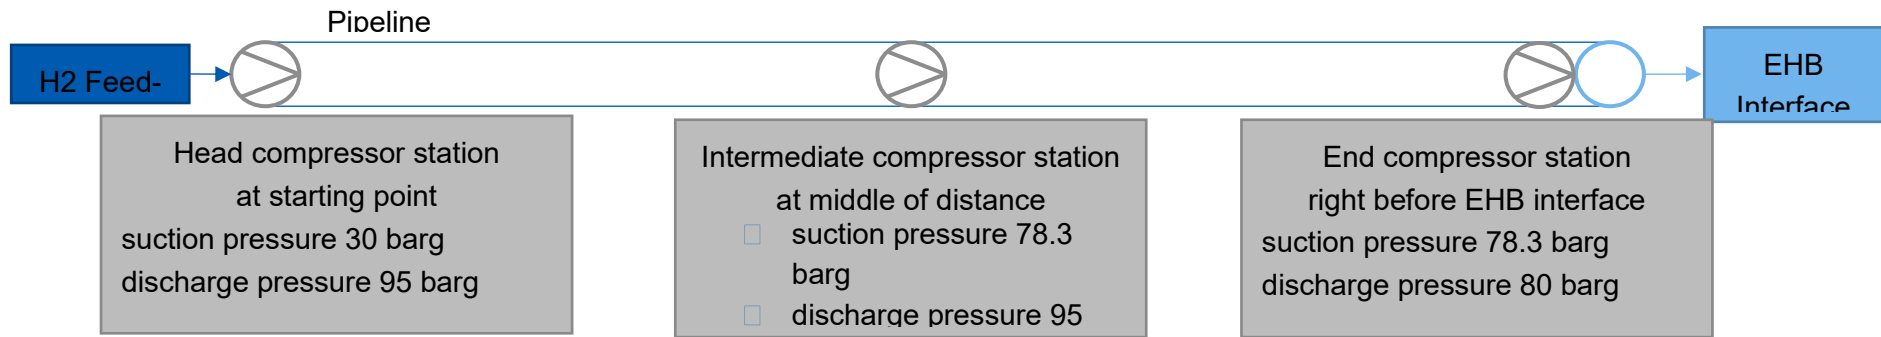 Pipeline
H2 Feed-
EHB
Interface
Head compressor station
at starting point
suction pressure 30 barg
discharge pressure 95 barg
Intermediate compressor station
at middle of distance
suction pressure 78.3
barg
discharge pressure 95
End compressor station
right before EHB interface
suction pressure 78.3 barg
discharge pressure 80 barg